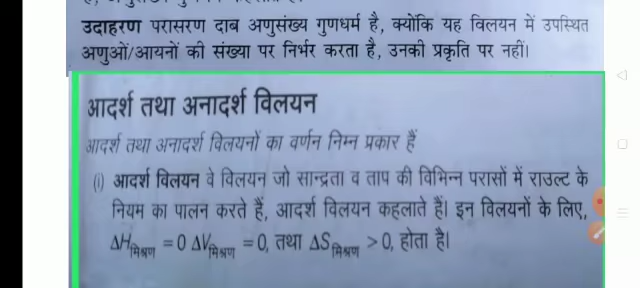 उदाहरण परासरण दाब अणुसंख्य गुणधर्म है, क्योंकि यह विलयन में उपस्थित
अणुओं/आयनों की संख्या पर निर्भर करता है, उनकी प्रकृति पर नहीं।
आदर्श तथा अनादर्श विलयन
आदर्श तथा अनादर्श विलयनों का वर्णन निम्न प्रकार हैं
(i) आदर्श विलयन वे विलयन जो सान्द्रता व ताप की विभिन्न परासों में राउल्ट के
नियम का पालन करते हैं, आदर्श विलयन कहलाते हैं। इन विलयनों के लिए,
ΔHमिश्रण = 0 ΔVमिश्रण = 0, तथा ΔSमिश्रण > 0, होता है।